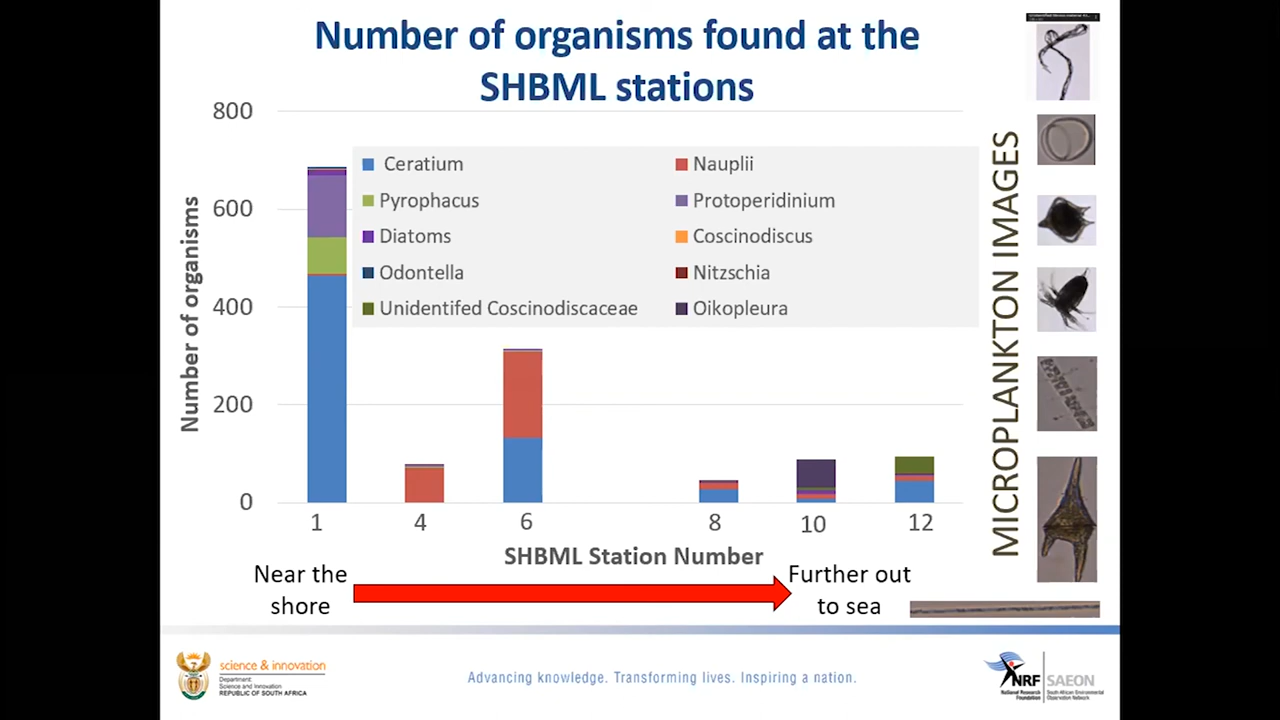 Number of organisms found at the
SHBML stations
800
600
400
200
0
Number of organisms
Ceratium
Nauplii
Pyrophacus
Protoperidinium
Diatoms
Coscinodiscus
Odontella
Nitzschia
Unidentifed Coscinodiscaceae
Oikopleura
1
4
6
8
10
12
SHBML Station Number
Near the
shore
Further out
to sea
MICROPLANKTON IMAGES
science & innovation
Department:
Science and Innovation
REPUBLIC OF SOUTH AFRICA
Advancing knowledge. Transforming lives. Inspiring a nation.
NRF
National Research
Foundation
SAEON
South African Environmental
Observation Network